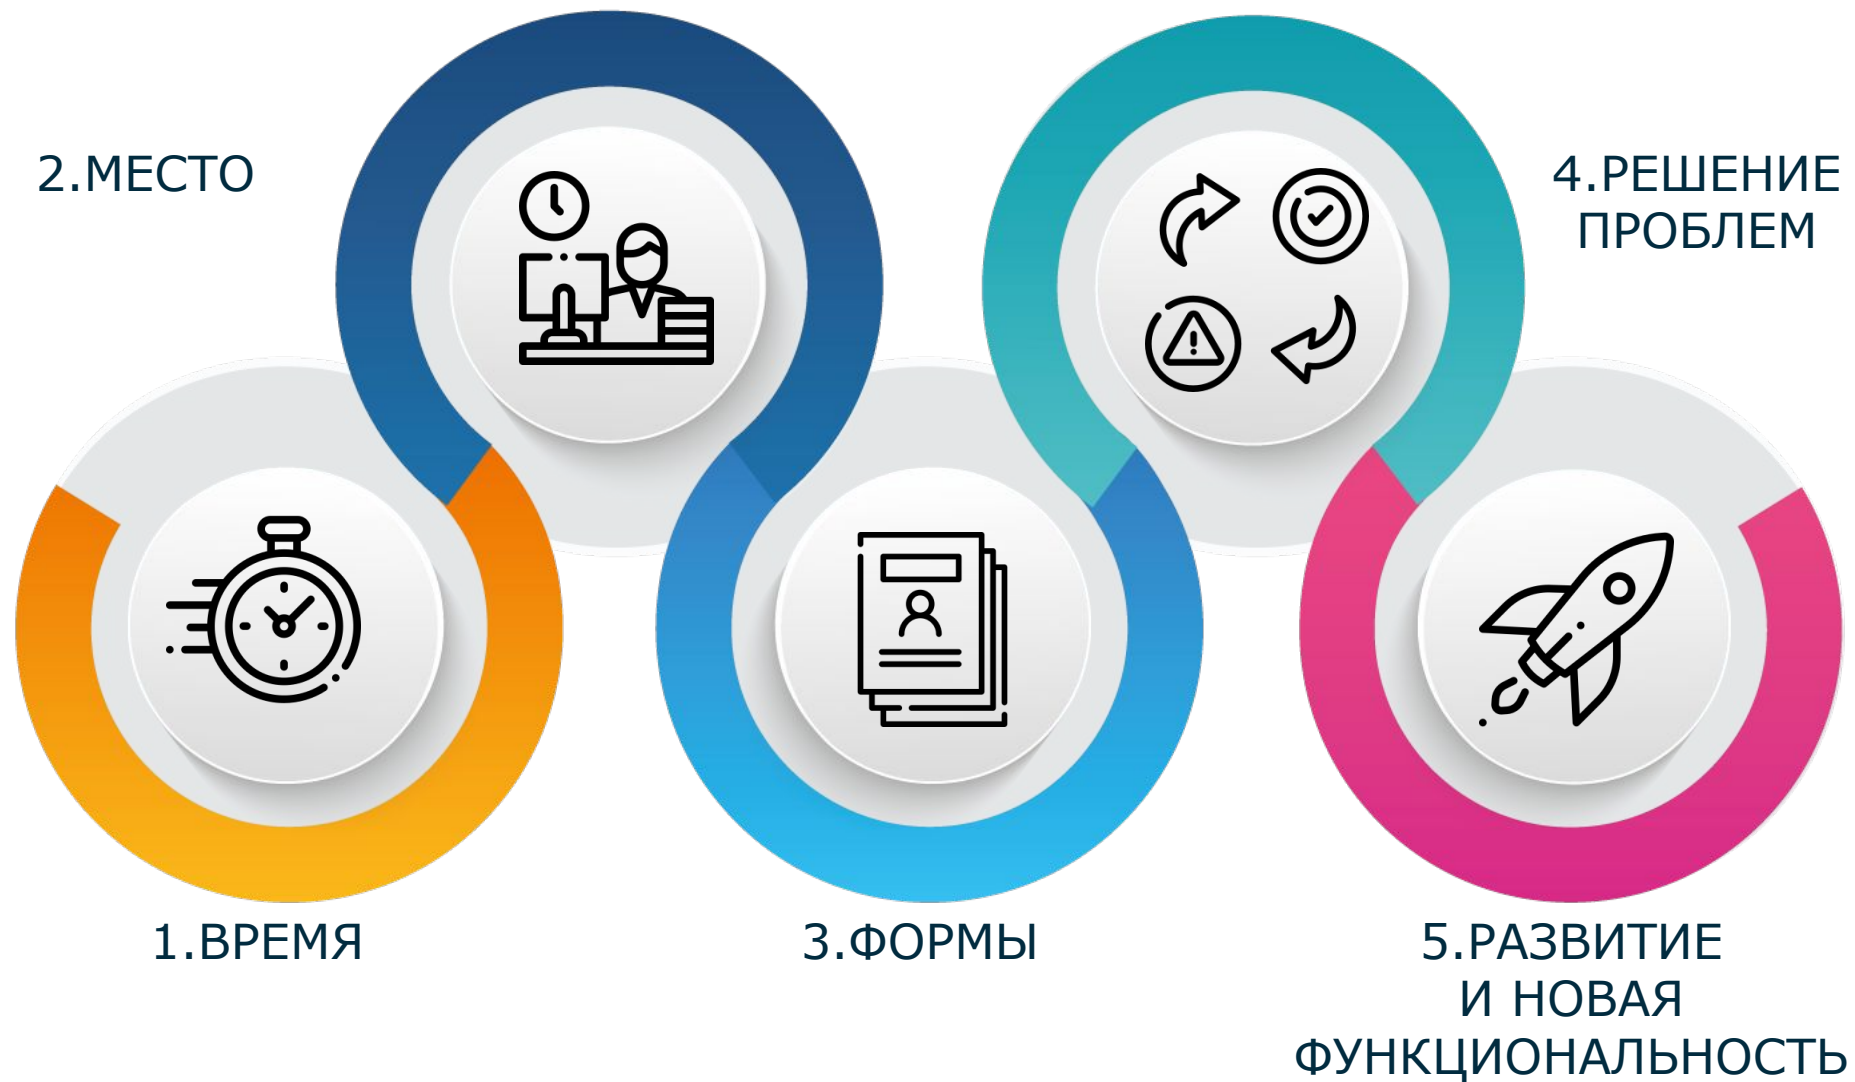 1.ВРЕМЯ
2.МЕСТО
3.ФОРМЫ
4.РЕШЕНИЕ
ПРОБЛЕМ
5.РАЗВИТИЕ
И НОВАЯ
ФУНКЦИОНАЛЬНОСТЬ